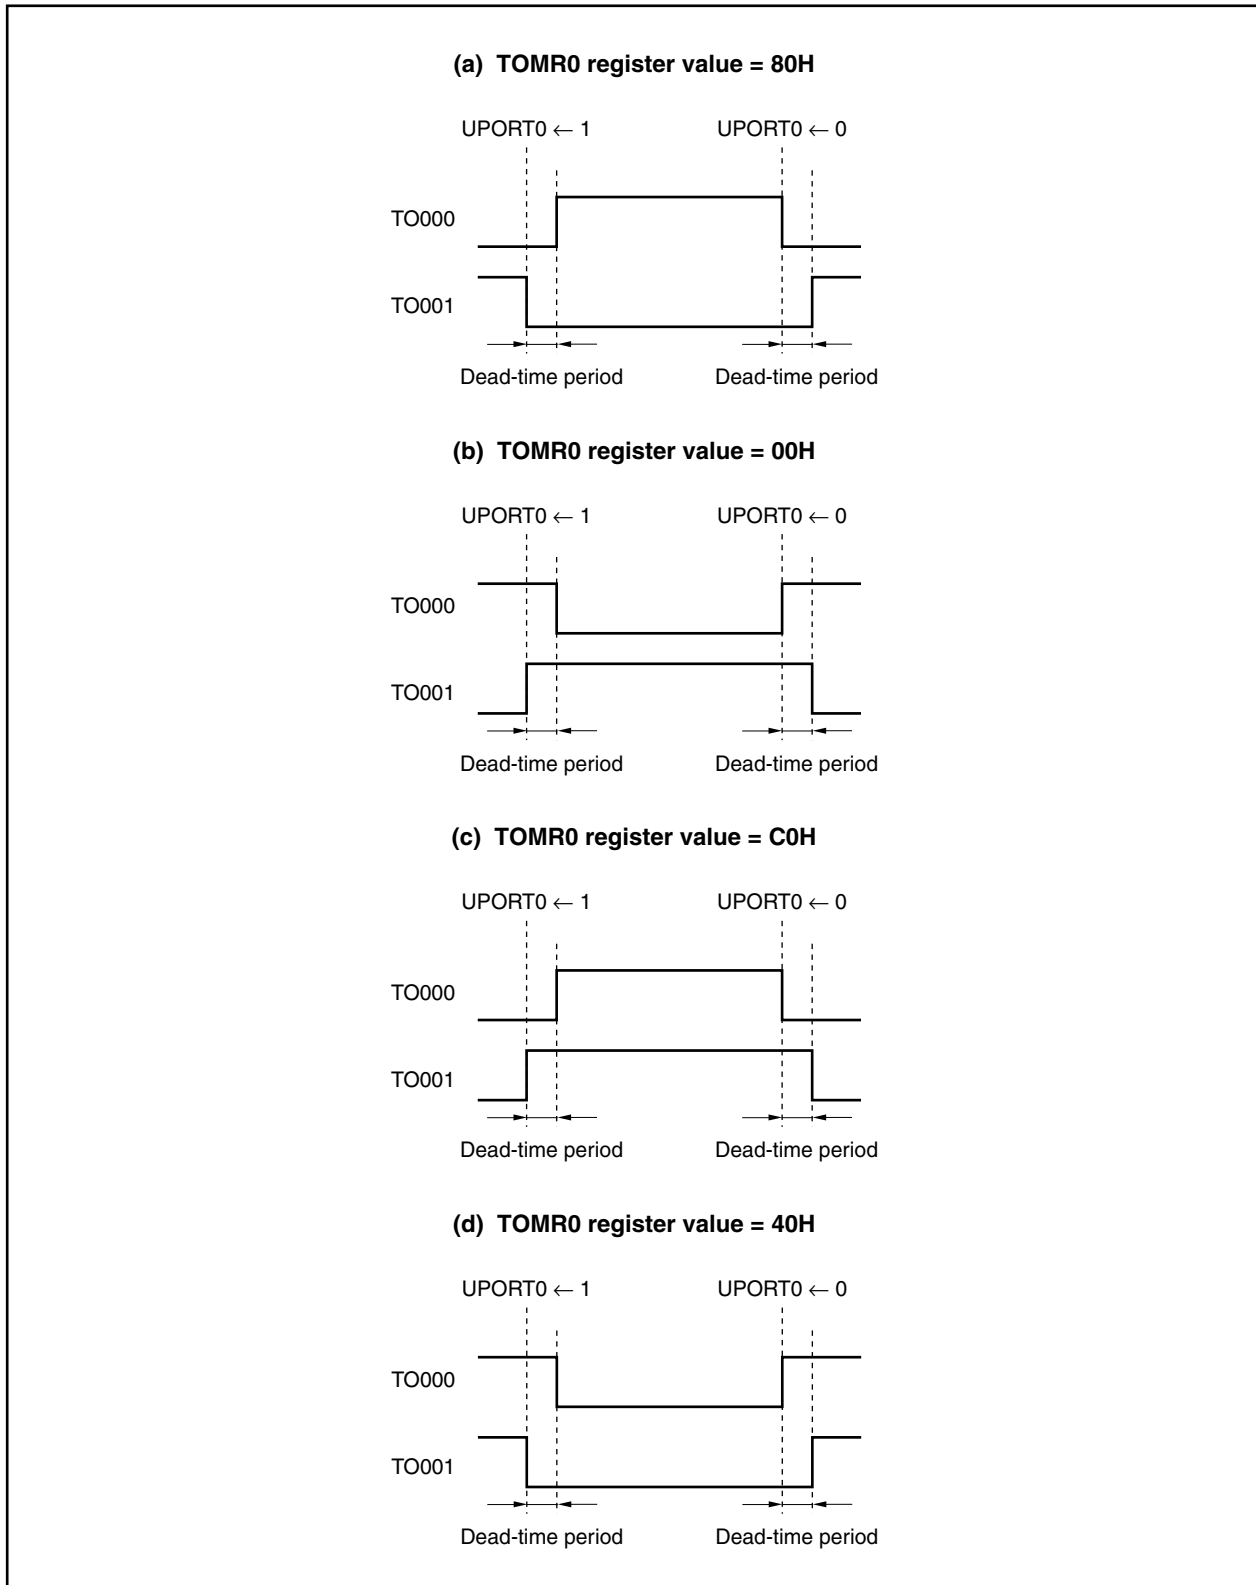 (a) TOMR0 register value = 80H
UPORT0 ← 1 UPORT0 ← 0
TO000
TO001
Dead-time period Dead-time period
(b) TOMR0 register value = 00H
UPORT0 ← 1 UPORT0 ← 0
TO000
TO001
Dead-time period Dead-time period
(c) TOMR0 register value = C0H
UPORT0 ← 1 UPORT0 ← 0
TO000
TO001
Dead-time period Dead-time period
(d) TOMR0 register value = 40H
UPORT0 ← 1 UPORT0 ← 0
TO000
TO001
Dead-time period Dead-time period